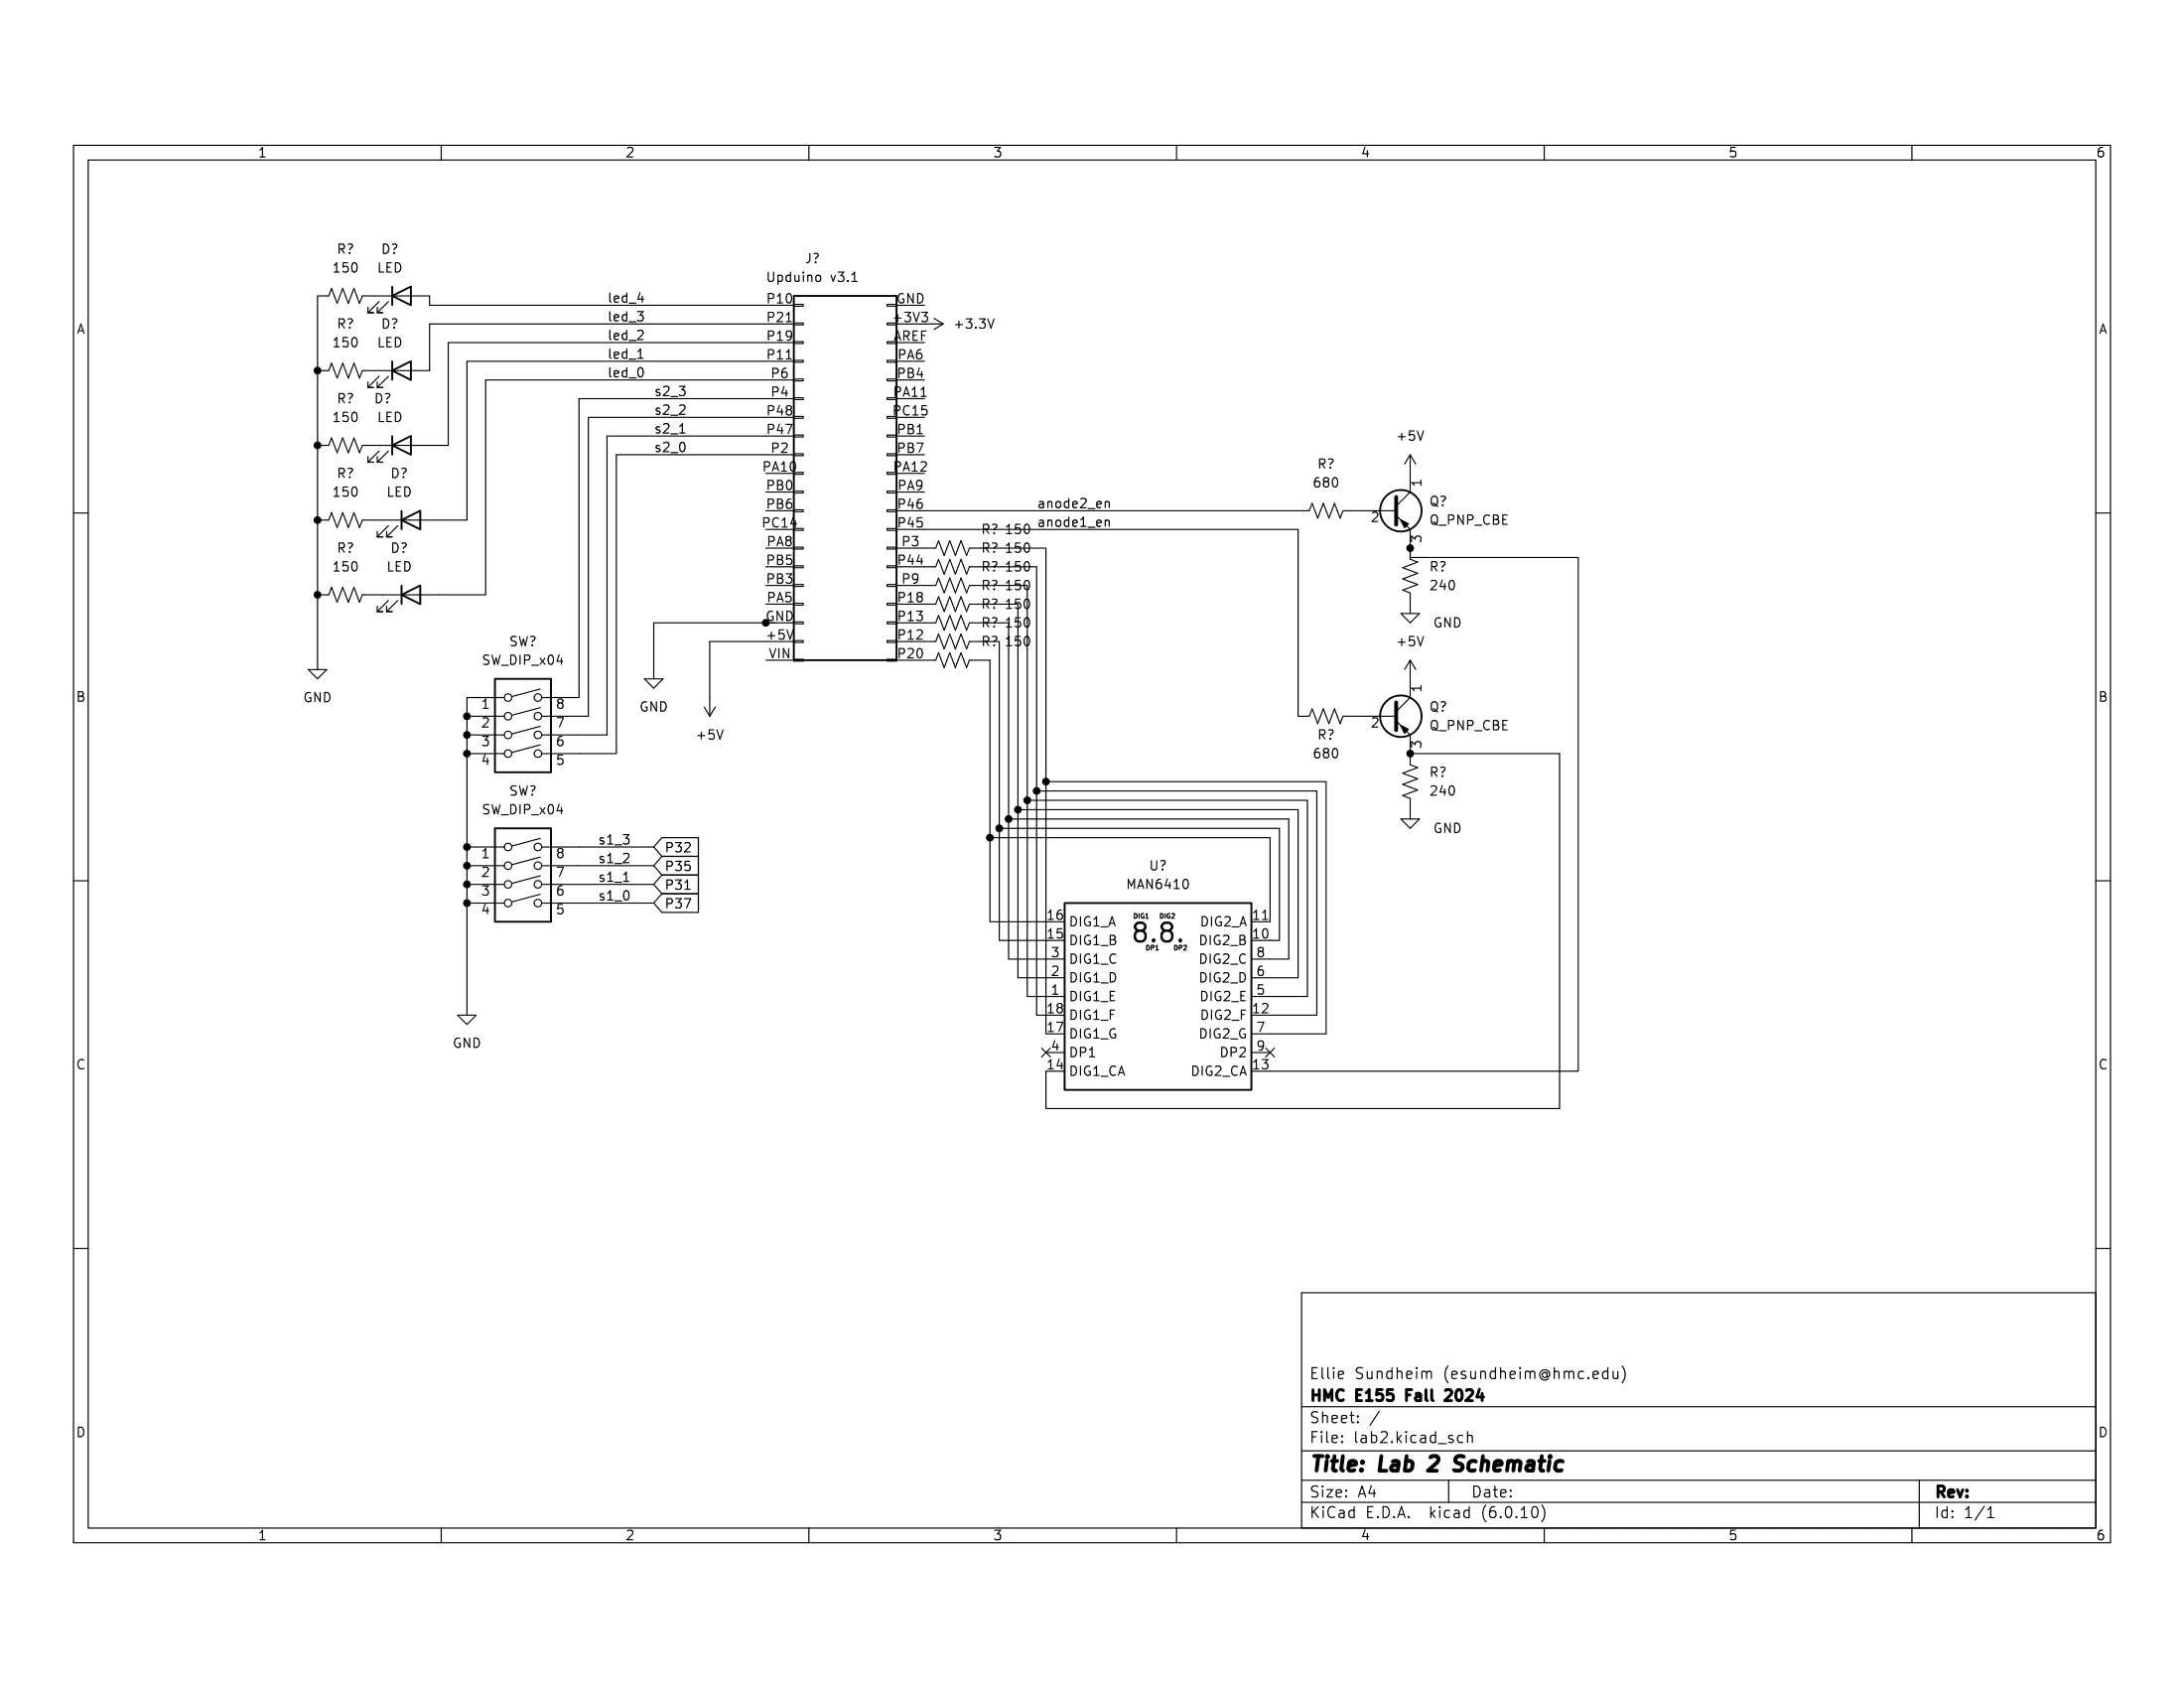 1 2 3 4 5 6
A
B
C
D
R? D?
150 LED
R? D?
150 LED
R? D?
150 LED
R? D?
150 LED
R? D?
150 LED
GND
led_4
led_3
led_2
led_1
led_0
s2_3
s2_2
s2_1
s2_0
J?
Upduino v3.1
P10
P21
P19
P11
P6
P4
P48
P47
P2
PA10
PB0
PB6
PC14
PA8
PB5
PB3
PA5
GND
+5V
VIN
GND
+3V3
AREF
PA6
PB4
PA11
PC15
PB1
PB7
PA12
PA9
P46
P45
P3
P44
P9
P18
P13
P12
P20
+3.3V
GND
+5V
anode2_en
anode1_en
R? 150
R? 150
R? 150
R? 150
R? 150
R? 150
R? 150
SW?
SW_DIP_x04
1 8
2 7
3 6
4 5
SW?
SW_DIP_x04
1 8
2 7
3 6
4 5
s1_3 P32
s1_2 P35
s1_1 P31
s1_0 P37
GND
+5V
R?
680
1
2
3
Q?
Q_PNP_CBE
R?
240
GND
+5V
1
2
3
Q?
Q_PNP_CBE
R?
680
R?
240
GND
U?
MAN6410
DIG1 DIG2
8.8.
DP1 DP2
16 DIG1_A DIG2_A 11
15 DIG1_B DIG2_B 10
3 DIG1_C DIG2_C 8
2 DIG1_D DIG2_D 6
1 DIG1_E DIG2_E 5
18 DIG1_F DIG2_F 12
17 DIG1_G DIG2_G 7
4 DP1 DP2 9
14 DIG1_CA DIG2_CA 13
Ellie Sundheim (esundheim@hmc.edu)
HMC E155 Fall 2024
Sheet: /
File: lab2.kicad_sch
Title: Lab 2 Schematic
Size: A4 Date: Rev:
KiCad E.D.A. kicad (6.0.10) Id: 1/1
A
B
C
D
1 2 3 4 5 6